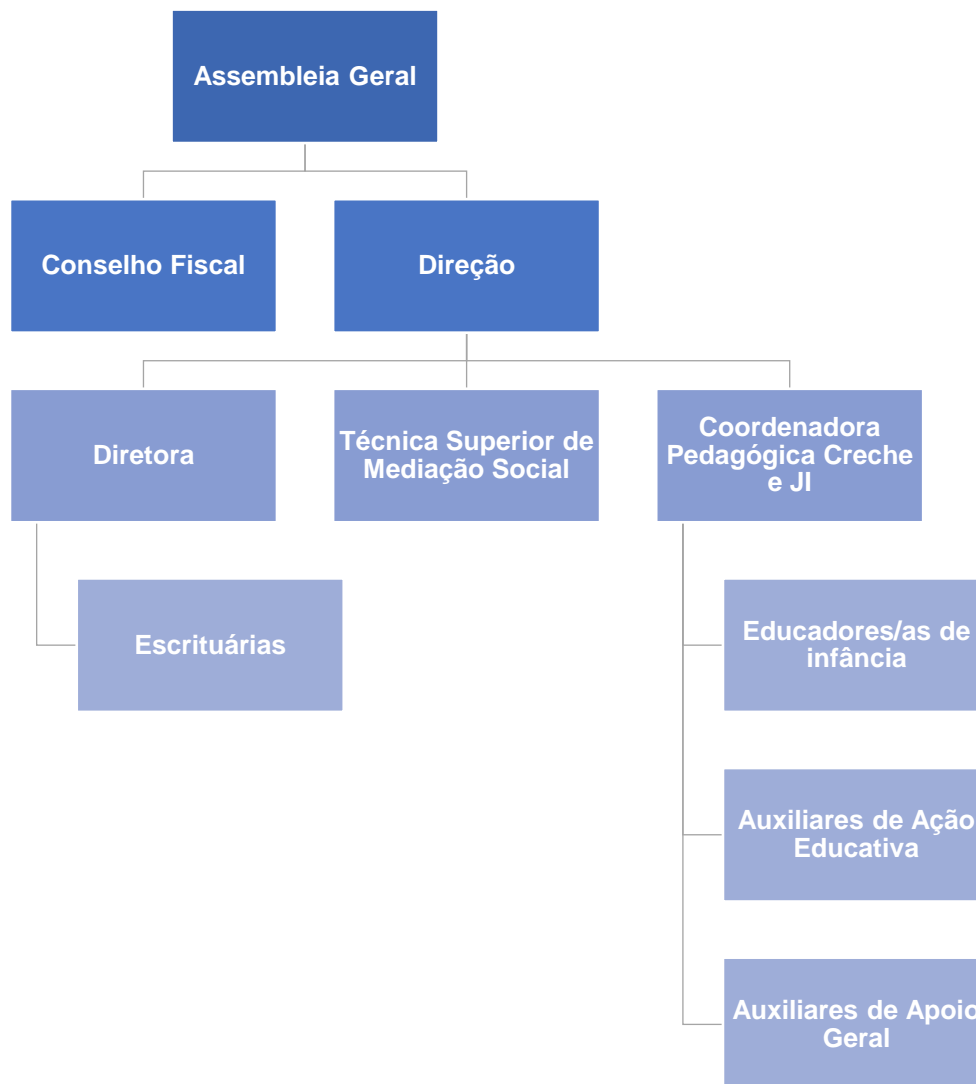 Assembleia Geral
Conselho Fiscal
Direção
Diretora
Técnica Superior de
Mediação Social
Coordenadora
Pedagógica Creche
e JI
Escrituárias
Educadores/as de
infância
Auxiliares de Ação
Educativa
Auxiliares de Apoio
Geral